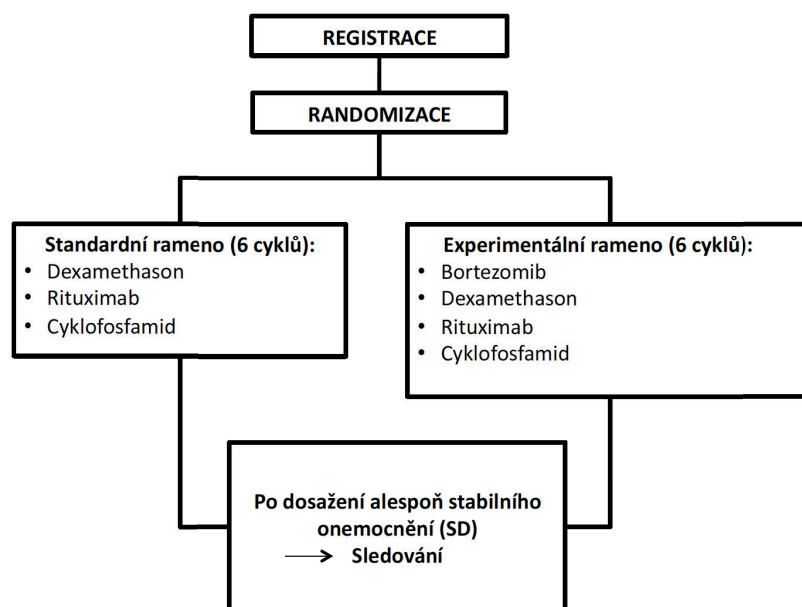 REGISTRACE
RANDOMIZACE
Standardní rameno (6 cyklů):
• Dexamethason
• Rituximab
• Cyklofosfamid
Experimentální rameno (6 cyklů):
• Bortezomib
• Dexamethason
• Rituximab
• Cyklofosfamid
Po dosažení alespoň stabilního
onemocnění (SD)
Sledování